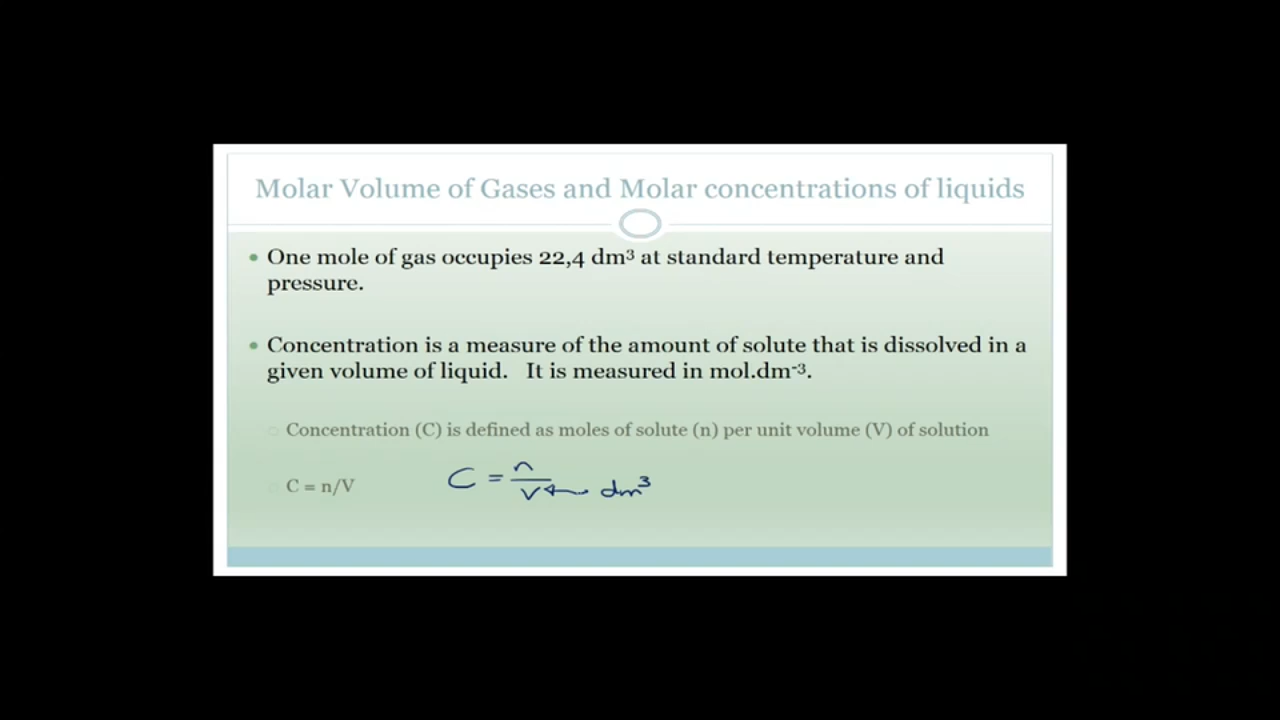 Molar Volume of Gases and Molar concentrations of liquids
• One mole of gas occupies 22,4 dm³ at standard temperature and
pressure.
• Concentration is a measure of the amount of solute that is dissolved in a
given volume of liquid. It is measured in mol.dm⁻³.
○ Concentration (C) is defined as moles of solute (n) per unit volume (V) of solution
○ C = n/V
C = n/V ← dm³